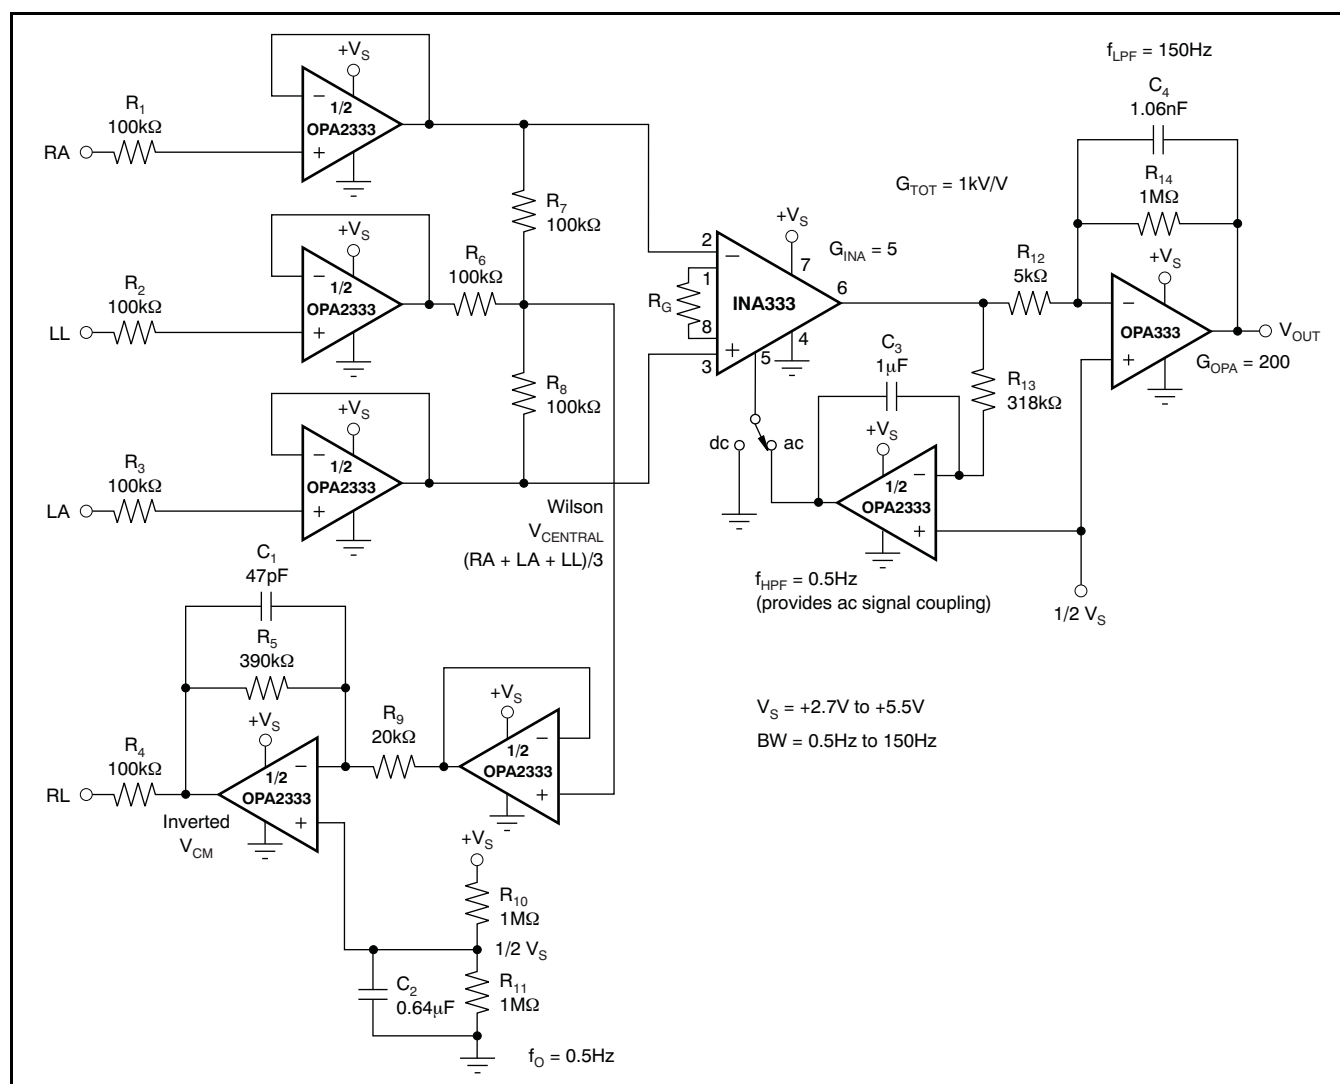 f_LPF = 150Hz
+V_S
C_4
1.06nF
R_1
100kΩ
−
1/2
OPA2333
+
RA
R_14
1MΩ
G_TOT = 1kV/V
R_7
100kΩ
+V_S
−
1/2
OPA2333
+
R_2
100kΩ
LL
R_6
100kΩ
+V_S
2
−
7
1
R_G
INA333
8
+
3
5
4
6
G_INA = 5
R_12
5kΩ
+V_S
−
OPA333
+
V_OUT
G_OPA = 200
R_8
100kΩ
C_3
1μF
R_13
318kΩ
+V_S
−
1/2
OPA2333
+
R_3
100kΩ
LA
dc
ac
+V_S
−
1/2
OPA2333
+
Wilson
V_CENTRAL
(RA + LA + LL)/3
f_HPF = 0.5Hz
(provides ac signal coupling)
1/2 V_S
C_1
47pF
R_5
390kΩ
+V_S
−
1/2
OPA2333
+
R_4
100kΩ
RL
Inverted
V_CM
R_9
20kΩ
+V_S
−
1/2
OPA2333
+
V_S = +2.7V to +5.5V
BW = 0.5Hz to 150Hz
+V_S
R_10
1MΩ
1/2 V_S
C_2
0.64μF
R_11
1MΩ
f_O = 0.5Hz